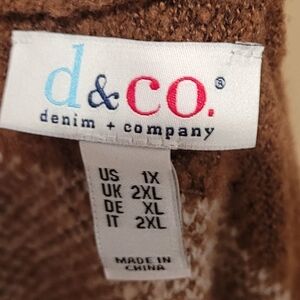 d&co.®
denim + company
US 1X
UK 2XL
DE XL
IT 2XL
MADE IN
CHINA